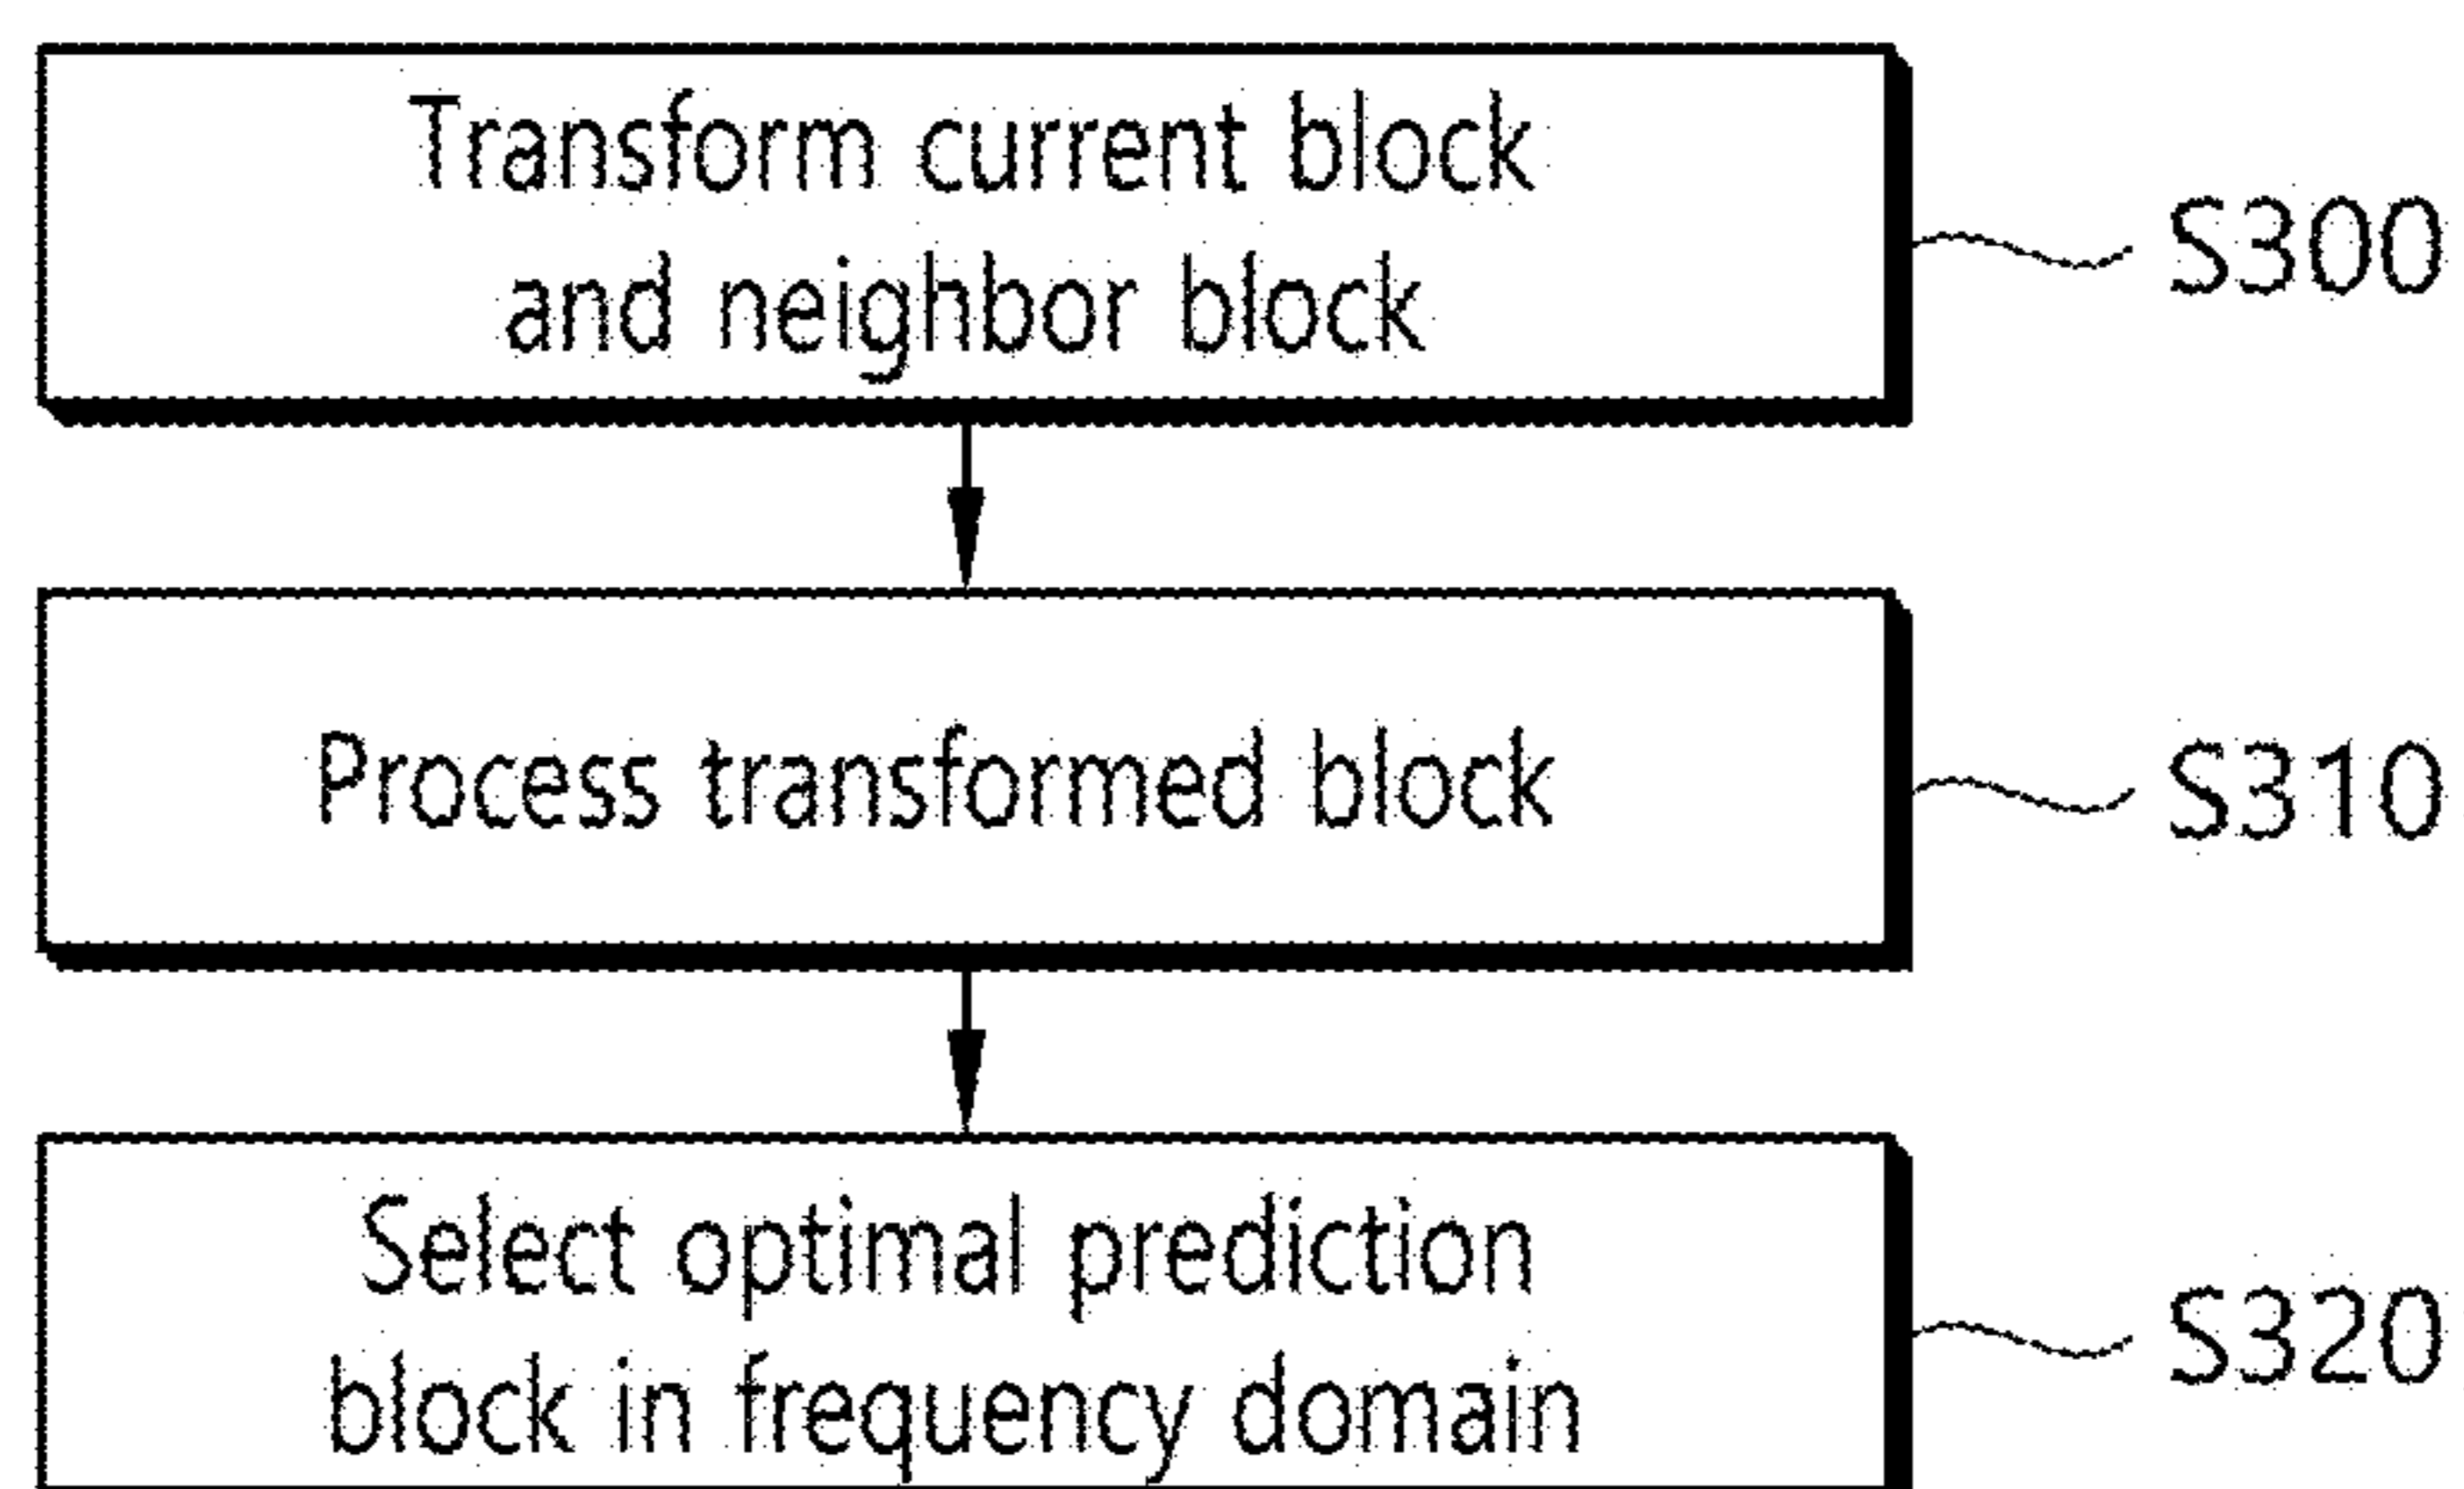 Transform current block
and neighbor block
S300
Process transformed block
S310
Select optimal prediction
block in frequency domain
S320